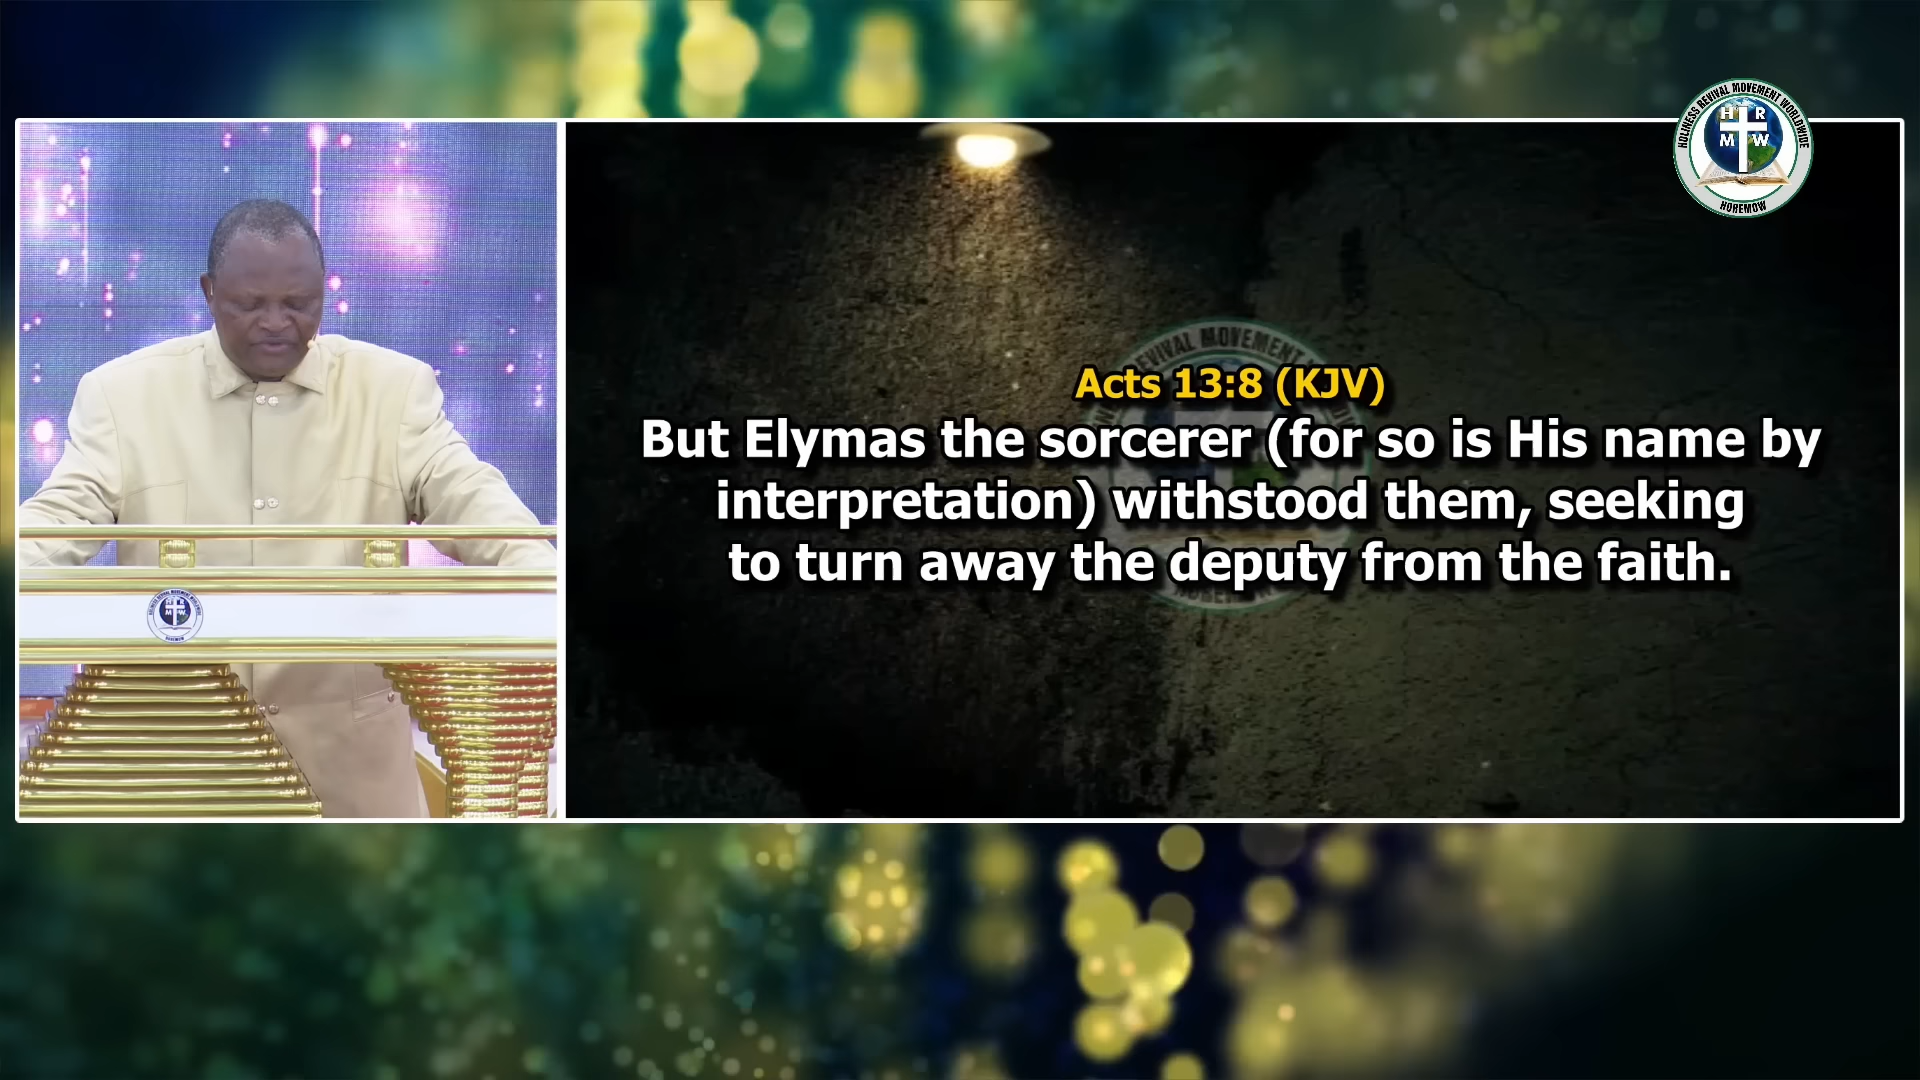 HOLINESS REVIVAL MOVEMENT WORLDWIDE
H R
M W
HOREMOW
Acts 13:8 (KJV)
But Elymas the sorcerer (for so is His name by
interpretation) withstood them, seeking
to turn away the deputy from the faith.